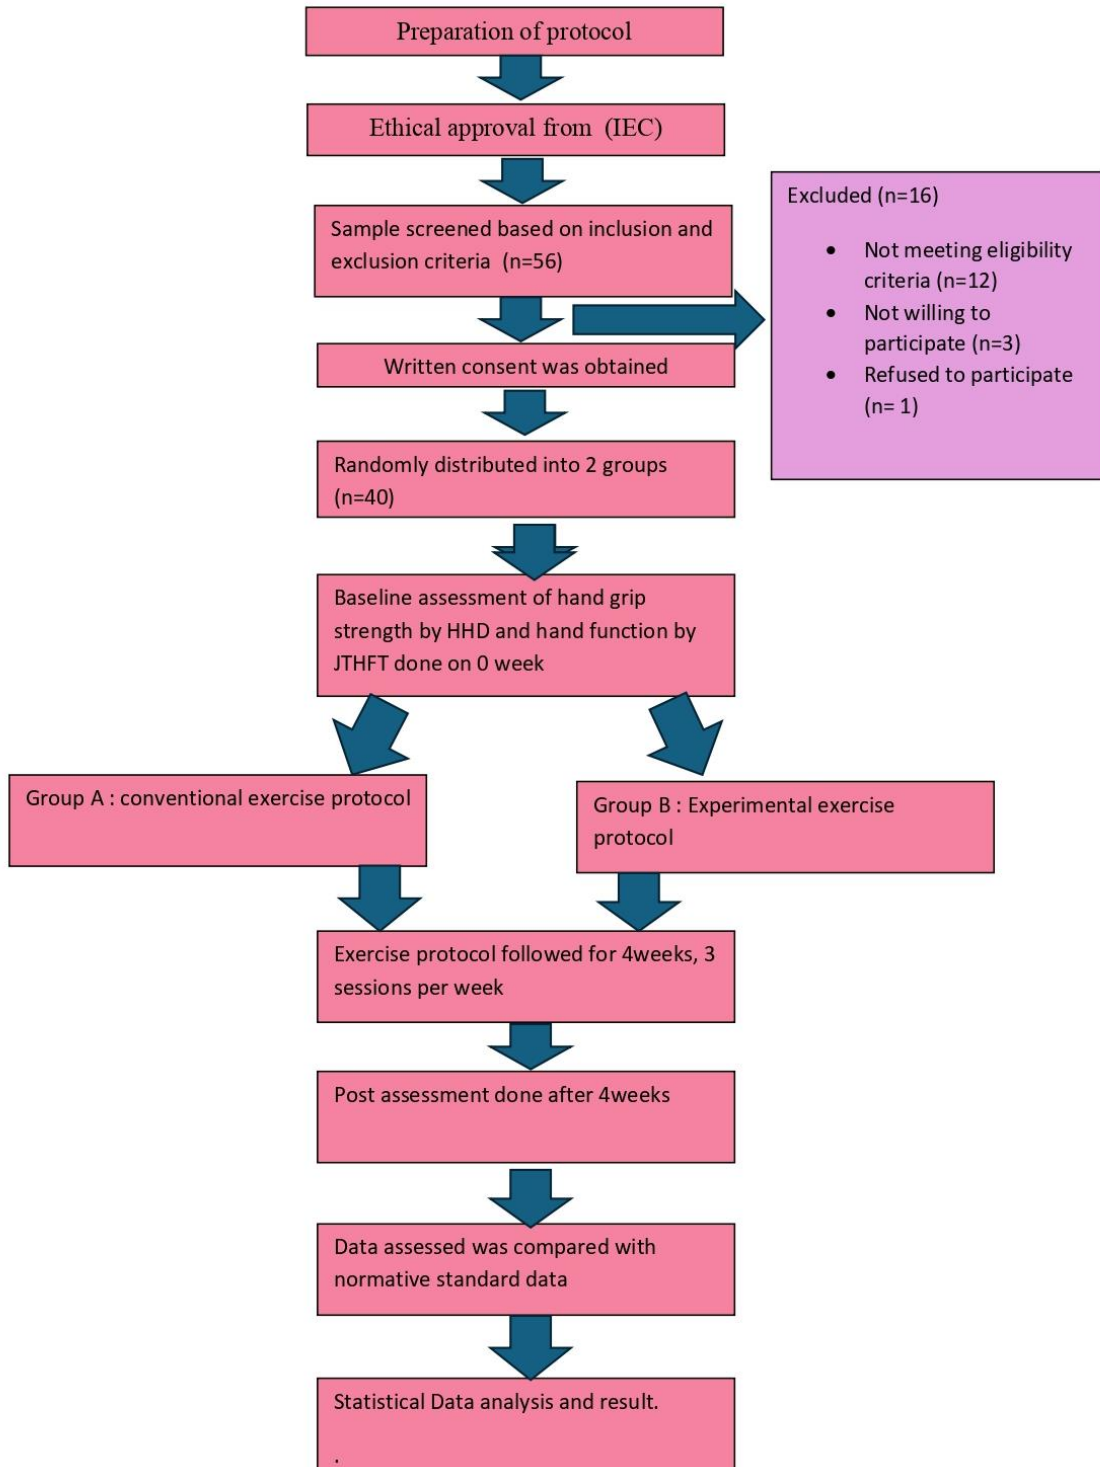 Preparation of protocol
Ethical approval from  (IEC)
Sample screened based on inclusion and
exclusion criteria  (n=56)
Excluded (n=16)
• Not meeting eligibility
criteria (n=12)
• Not willing to
participate (n=3)
• Refused to participate
(n= 1)
Written consent was obtained
Randomly distributed into 2 groups
(n=40)
Baseline assessment of hand grip
strength by HHD and hand function by
JTHFT done on 0 week
Group A : conventional exercise protocol
Group B : Experimental exercise
protocol
Exercise protocol followed for 4weeks, 3
sessions per week
Post assessment done after 4weeks
Data assessed was compared with
normative standard data
Statistical Data analysis and result.
.